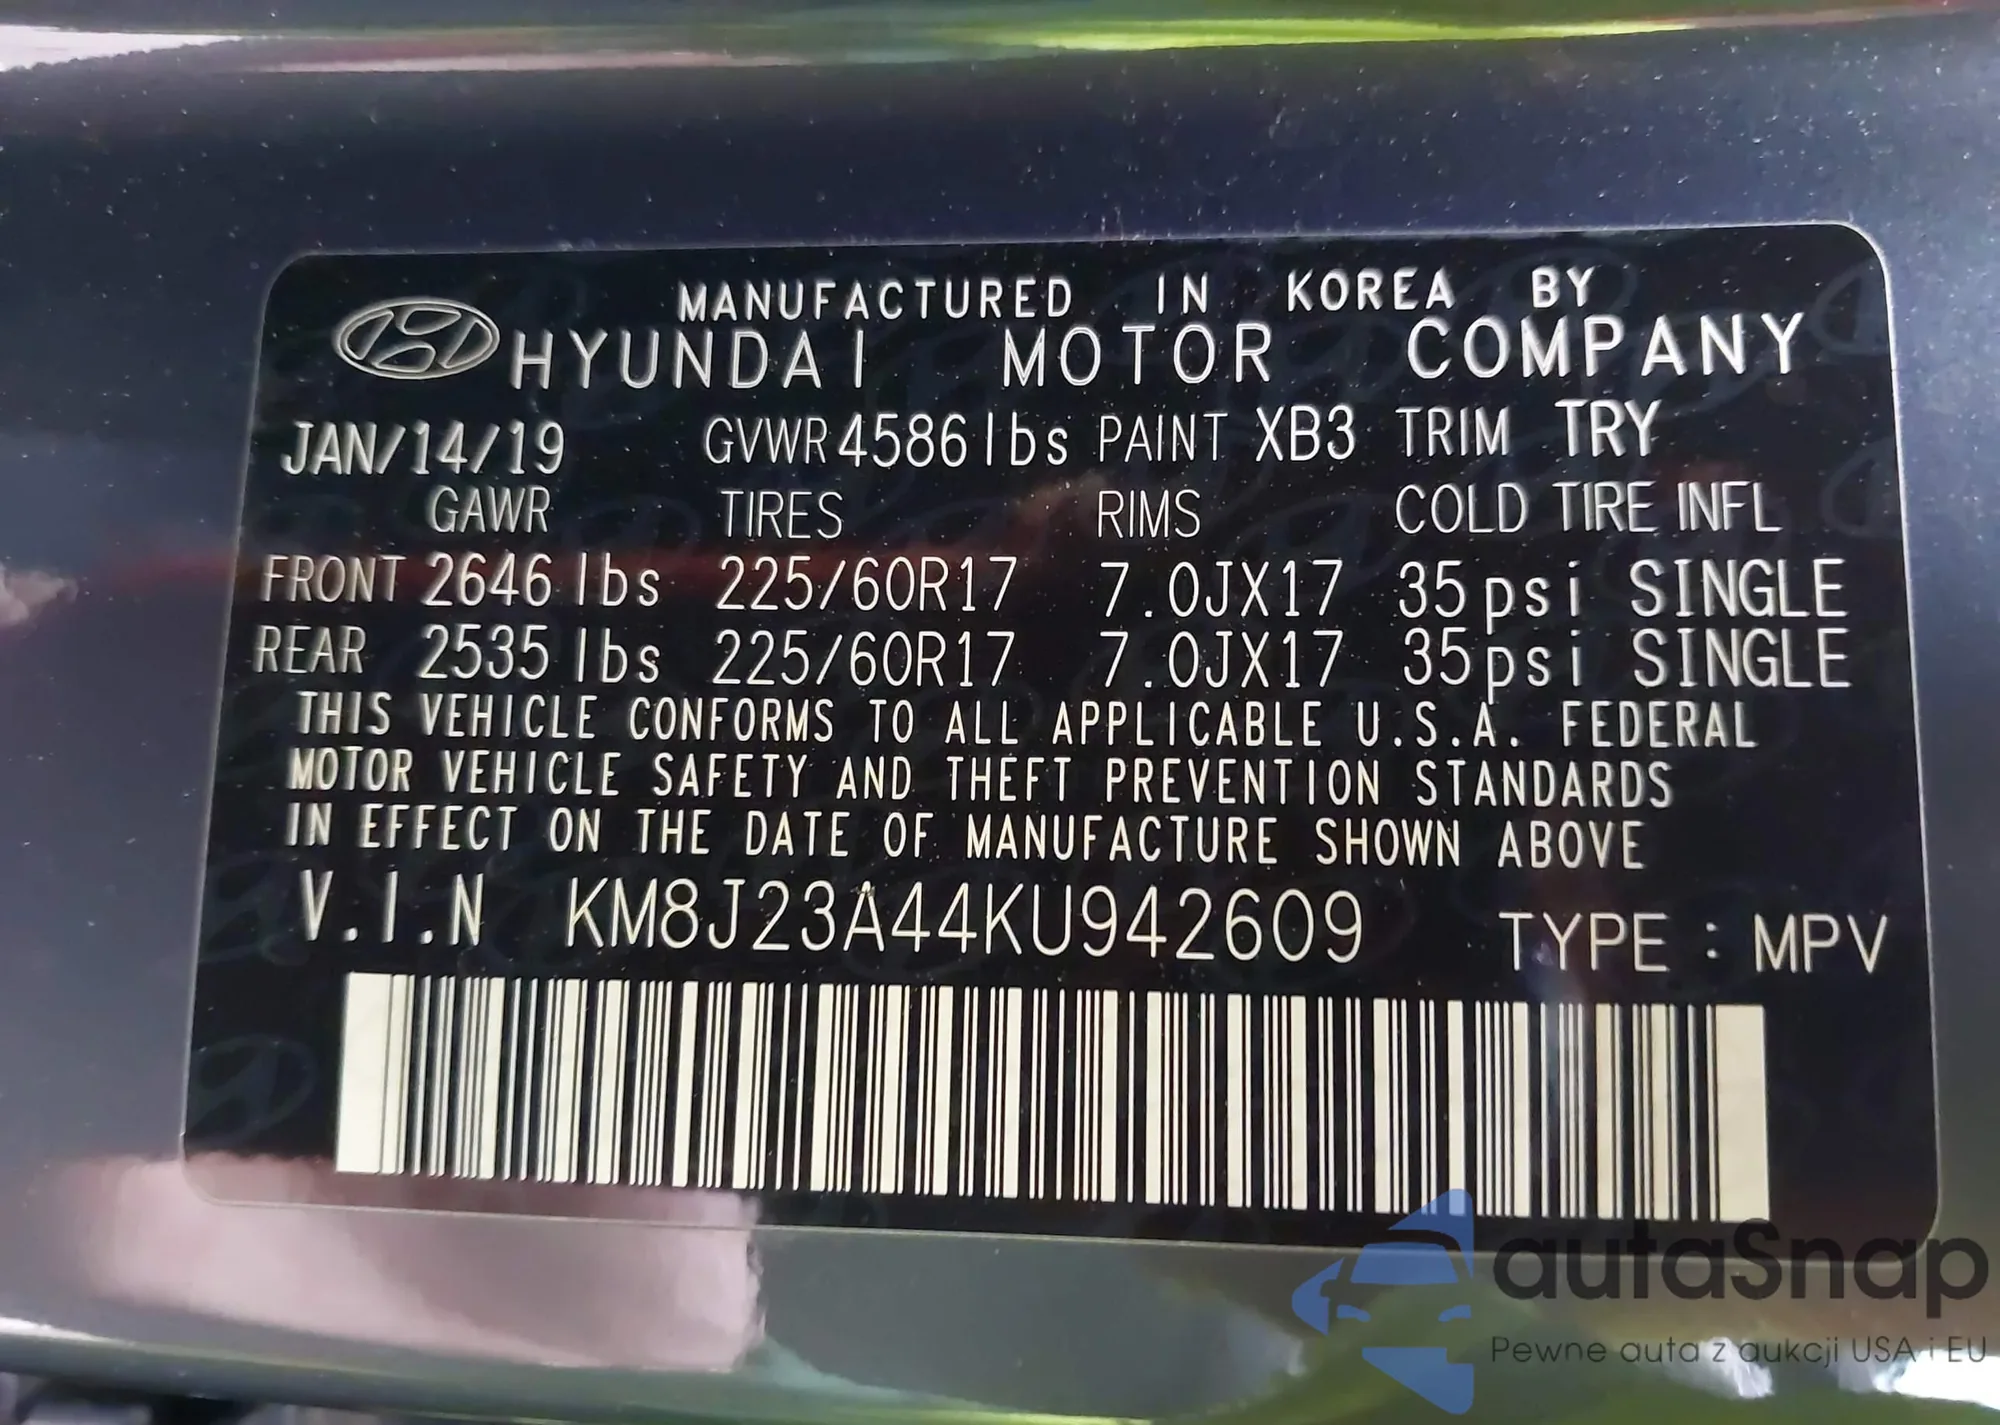 MANUFACTURED IN KOREA BY
HYUNDAI MOTOR COMPANY
JAN/14/19 GVWR 4586lbs PAINT XB3 TRIM TRY
GAWR TIRES RIMS COLD TIRE INFL
FRONT 2646 lbs 225/60R17 7.0JX17 35psi SINGLE
REAR 2535 lbs 225/60R17 7.0JX17 35psi SINGLE
THIS VEHICLE CONFORMS TO ALL APPLICABLE U.S.A. FEDERAL
MOTOR VEHICLE SAFETY AND THEFT PREVENTION STANDARDS
IN EFFECT ON THE DATE OF MANUFACTURE SHOWN ABOVE
V.I.N KM8J23A44KU942609 TYPE : MPV
autaSnap
Pewne auta z aukcji USA i EU